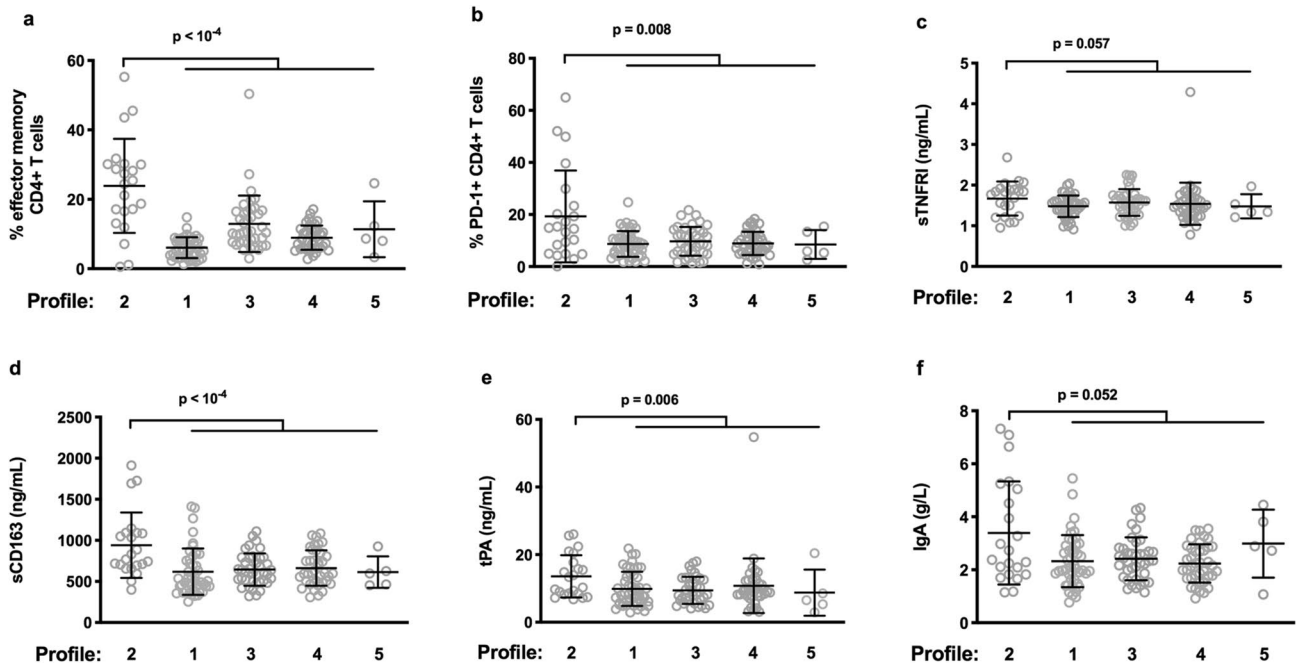 a
p < 10-4
% effector memory
CD4+ T cells
60
40
20
0
Profile: 2 1 3 4 5
b
p = 0.008
% PD-1+ CD4+ T cells
80
60
40
20
0
Profile: 2 1 3 4 5
c
p = 0.057
sTNFRI (ng/mL)
5
4
3
2
1
0
Profile: 2 1 3 4 5
d
p < 10-4
sCD163 (ng/mL)
2500
2000
1500
1000
500
0
Profile: 2 1 3 4 5
e
p = 0.006
tPA (ng/mL)
60
40
20
0
Profile: 2 1 3 4 5
f
p = 0.052
IgA (g/L)
8
6
4
2
0
Profile: 2 1 3 4 5